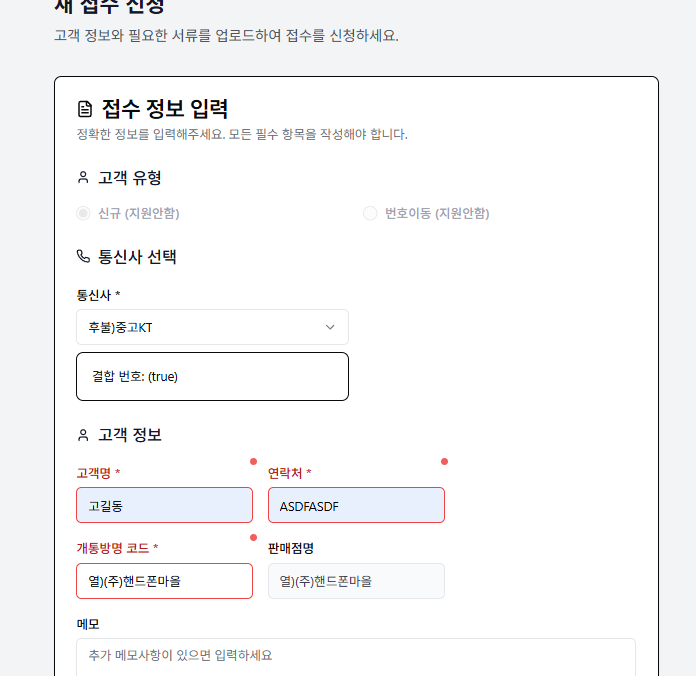 새 접수 신청
고객 정보와 필요한 서류를 업로드하여 접수를 신청하세요.
접수 정보 입력
정확한 정보를 입력해주세요. 모든 필수 항목을 작성해야 합니다.
고객 유형
신규 (지원안함) 번호이동 (지원안함)
통신사 선택
통신사 *
후불)중고KT
결합 번호: (true)
고객 정보
고객명 * 연락처 *
고길동 ASDFASDF
개통방명 코드 * 판매점명
열)(주)핸드폰마을 열)(주)핸드폰마을
메모
추가 메모사항이 있으면 입력하세요